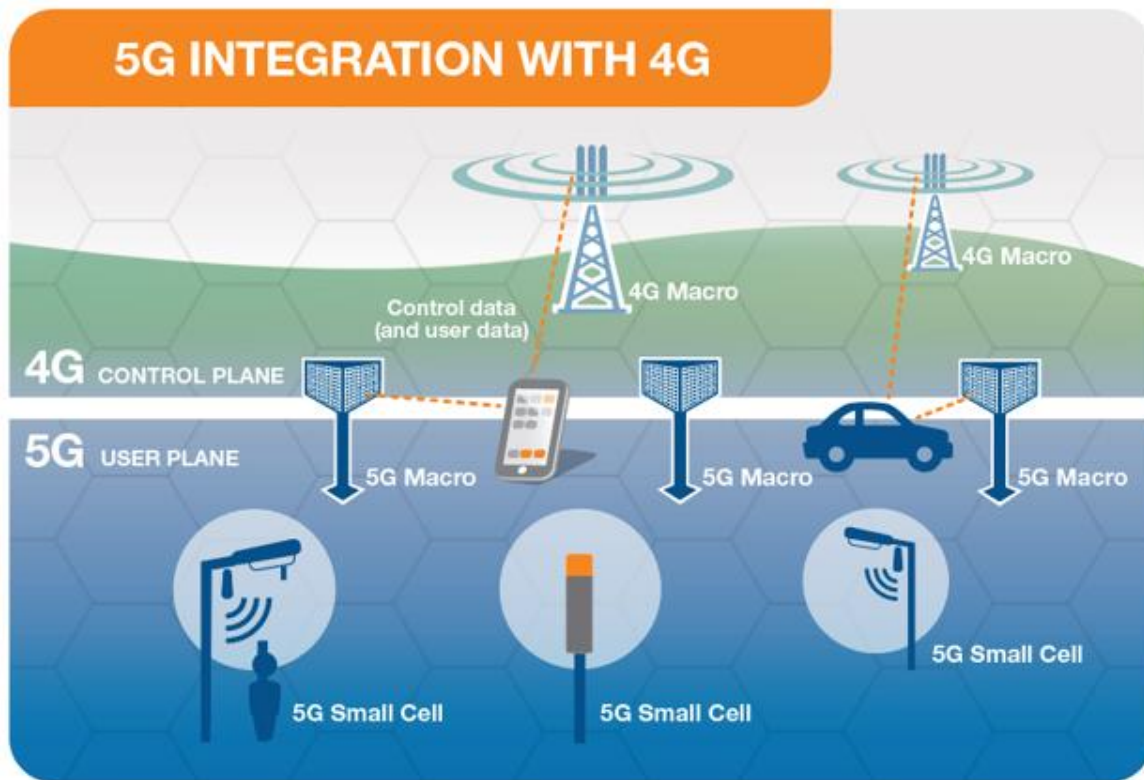 5G INTEGRATION WITH 4G
4G Macro
4G Macro
Control data
(and user data)
4G CONTROL PLANE
5G USER PLANE
5G Macro
5G Macro
5G Macro
5G Small Cell
5G Small Cell
5G Small Cell